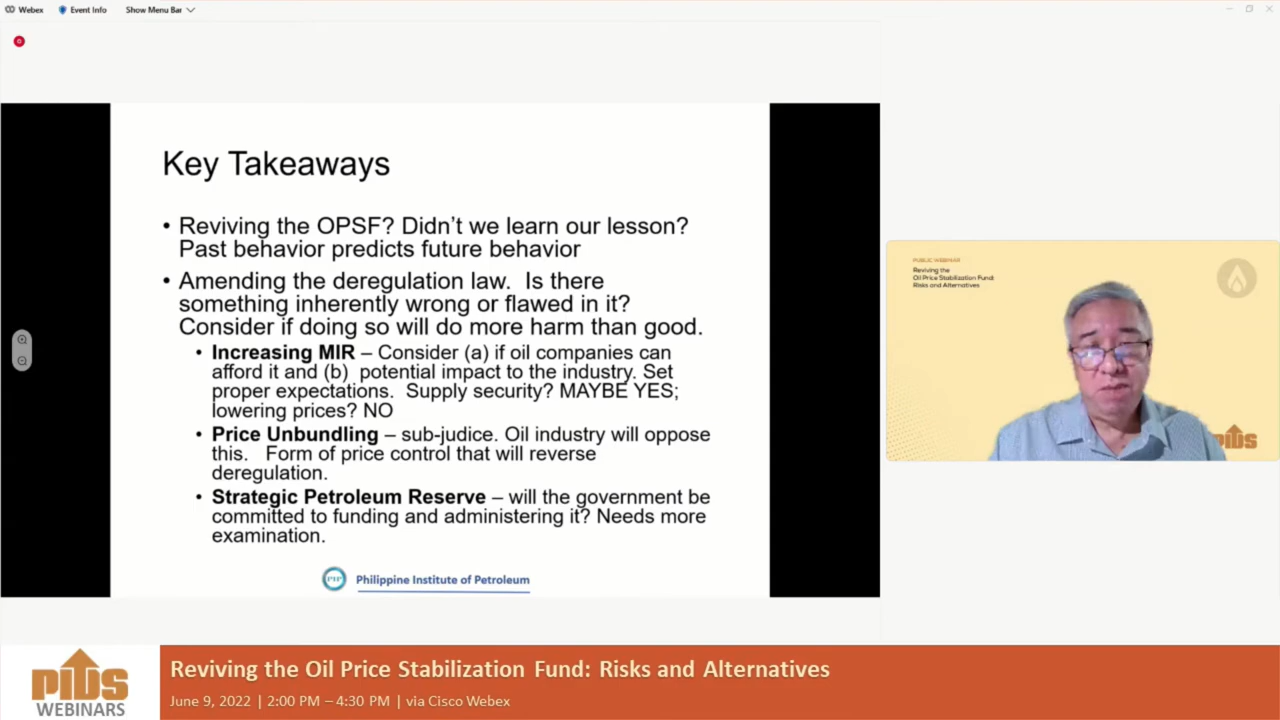 Webex Event Info Show Menu Bar
Key Takeaways
• Reviving the OPSF? Didn't we learn our lesson?
Past behavior predicts future behavior
• Amending the deregulation law.  Is there
something inherently wrong or flawed in it?
Consider if doing so will do more harm than good.
• Increasing MIR – Consider (a) if oil companies can
afford it and (b)  potential impact to the industry. Set
proper expectations.  Supply security? MAYBE YES;
lowering prices? NO
• Price Unbundling – sub-judice. Oil industry will oppose
this.   Form of price control that will reverse
deregulation.
• Strategic Petroleum Reserve – will the government be
committed to funding and administering it? Needs more
examination.
PIP Philippine Institute of Petroleum
PUBLIC WEBINAR
Reviving the
Oil Price Stabilization Fund:
Risks and Alternatives
PIDS
PIDS
WEBINARS
Reviving the Oil Price Stabilization Fund: Risks and Alternatives
June 9, 2022 | 2:00 PM – 4:30 PM | via Cisco Webex